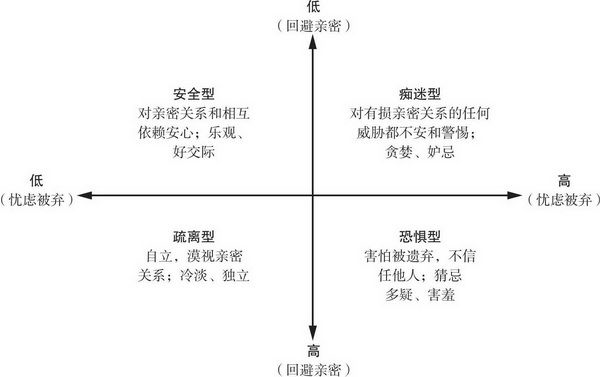 低
（回避亲密）
安全型
对亲密关系和相互
依赖安心；乐观、
好交际
痴迷型
对有损亲密关系的任何
威胁都不安和警惕；
贪婪、妒忌
低
（忧虑被弃）
高
（忧虑被弃）
疏离型
自立，漠视亲密
关系；冷淡、独立
恐惧型
害怕被遗弃，不信
任他人；猜忌
多疑、害羞
高
（回避亲密）